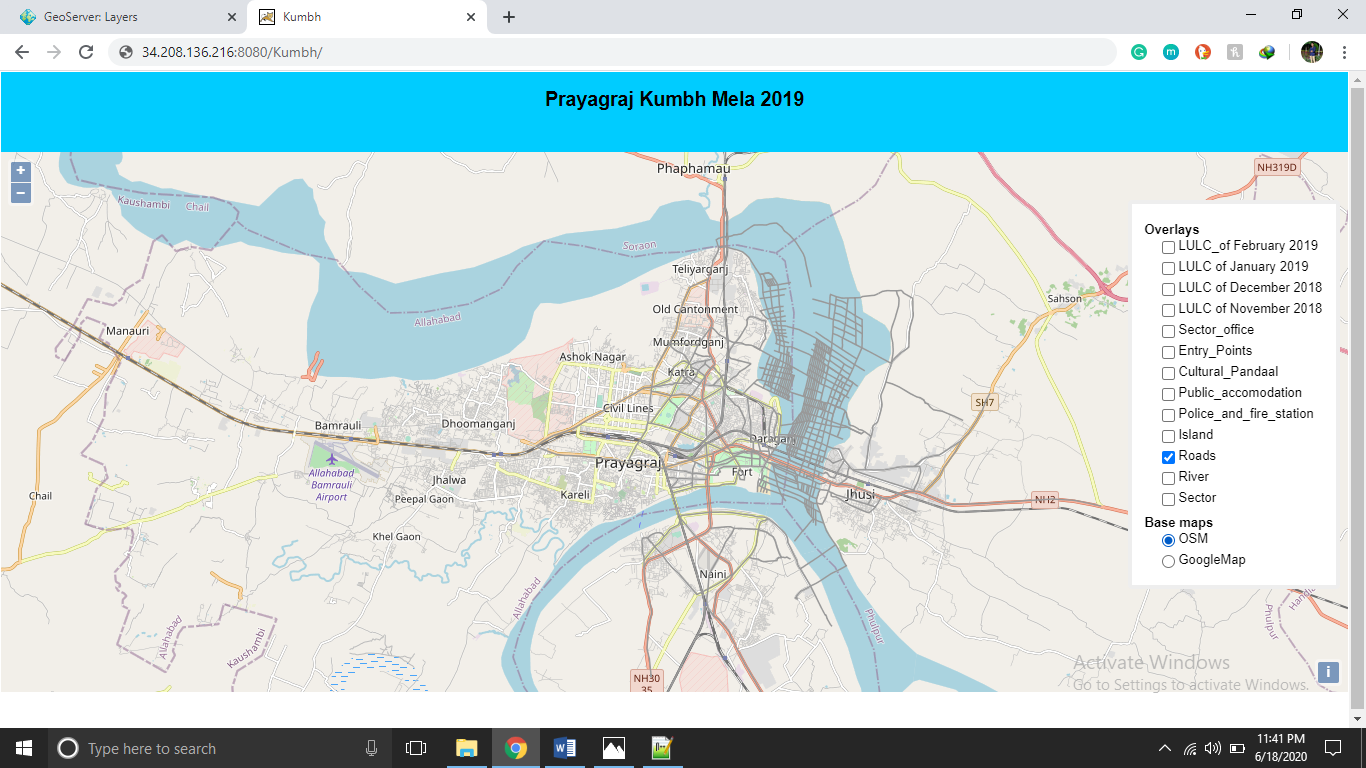 GeoServer: Layers
Kumbh
34.208.136.216:8080/Kumbh/
Prayagraj Kumbh Mela 2019
+
−
Phaphamau
NH319D
Kaushambi
Chail
Soraon
Teliyarganj
Allahabad
Old Cantonment
Sahson
Manauri
Mumfordganj
Ashok Nagar
Katra
SH7
Civil Lines
Bamrauli
Dhoomanganj
Daraganj
Prayagraj
Fort
Allahabad
Bamrauli
Airport
Jhalwa
Kareli
Jhusi
NH2
Chail
Peepal Gaon
Khel Gaon
Naini
Allahabad
Allahabad
Kaushambi
Phulpur
Phulpur
NH30
35
Overlays
LULC_of February 2019
LULC of January 2019
LULC of December 2018
LULC of November 2018
Sector_office
Entry_Points
Cultural_Pandaal
Public_accomodation
Police_and_fire_station
Island
Roads
River
Sector
Base maps
OSM
GoogleMap
Activate Windows
Go to Settings to activate Windows.
i
Type here to search
11:41 PM
6/18/2020